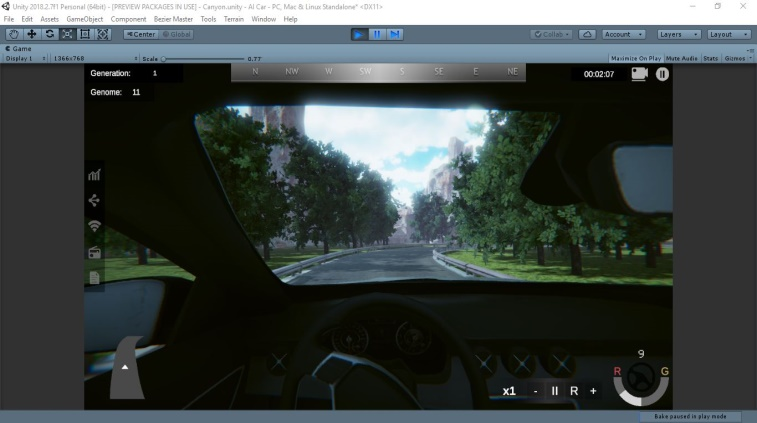 Unity 2018.2.7f1 Personal (64bit) - [PREVIEW PACKAGES IN USE] - Canyon.unity - AI Car - PC, Mac & Linux Standalone* <DX11>
File Edit Assets GameObject Component Bezier Master Tools Terrain Window Help
Center Global Collab Account Layers Layout
Game
Display 1 1366x768 Scale 0.77 Maximize On Play Mute Audio Stats Gizmos
Generation: 1 N NW W SW S SE E NE 00:02:07
Genome: 11
9
R G
x1 - R +
Bake paused in play mode